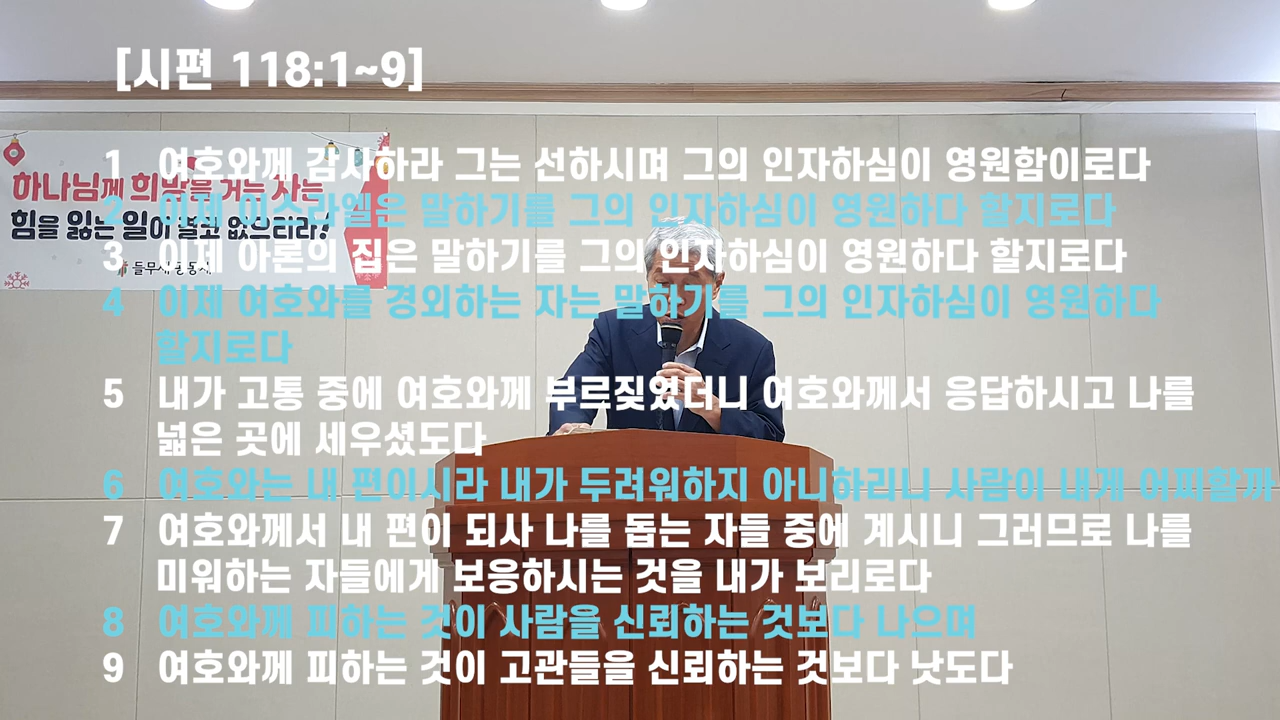 [시편 118:1~9]
1 여호와께 감사하라 그는 선하시며 그의 인자하심이 영원함이로다
2 이제 이스라엘은 말하기를 그의 인자하심이 영원하다 할지로다
3 이제 아론의 집은 말하기를 그의 인자하심이 영원하다 할지로다
4 이제 여호와를 경외하는 자는 말하기를 그의 인자하심이 영원하다
할지로다
5 내가 고통 중에 여호와께 부르짖었더니 여호와께서 응답하시고 나를
넓은 곳에 세우셨도다
6 여호와는 내 편이시라 내가 두려워하지 아니하리니 사람이 내게 어찌할까
7 여호와께서 내 편이 되사 나를 돕는 자들 중에 계시니 그러므로 나를
미워하는 자들에게 보응하시는 것을 내가 보리로다
8 여호와께 피하는 것이 사람을 신뢰하는 것보다 나으며
9 여호와께 피하는 것이 고관들을 신뢰하는 것보다 낫도다
하나님께 희망을 거는 자는
힘을 잃는 일이 결코 없으리라!